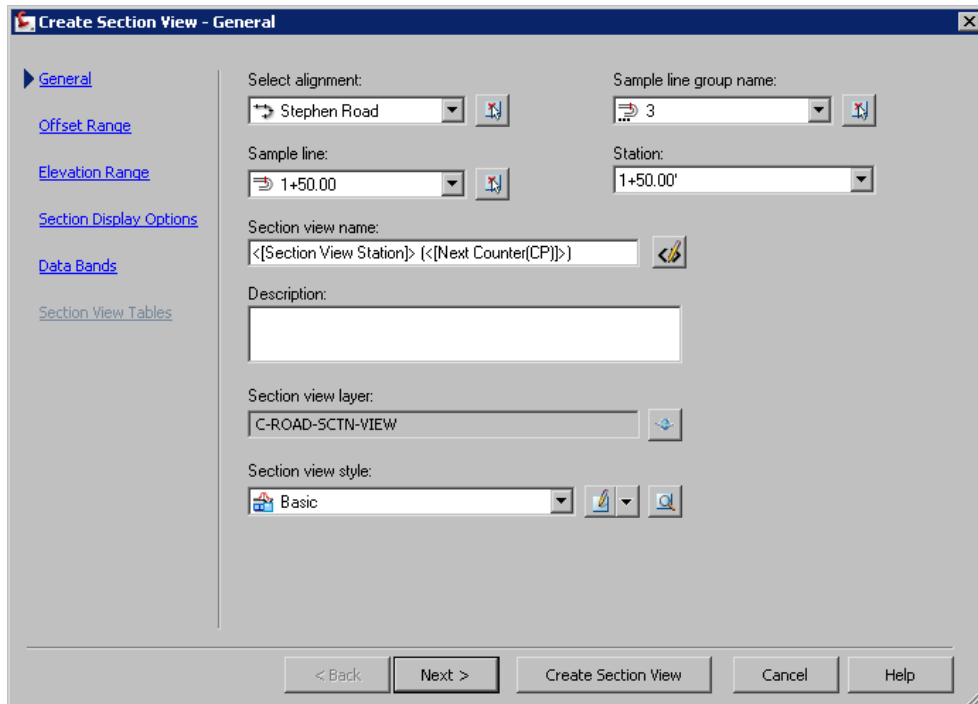 Create Section View - General
General
Offset Range
Elevation Range
Section Display Options
Data Bands
Section View Tables
Select alignment:
Stephen Road
Sample line group name:
3
Sample line:
1+50.00
Station:
1+50.00'
Section view name:
<[Section View Station]> (<[Next Counter(CP)]>)
Description:
Section view layer:
C-ROAD-SCTN-VIEW
Section view style:
Basic
< Back
Next >
Create Section View
Cancel
Help